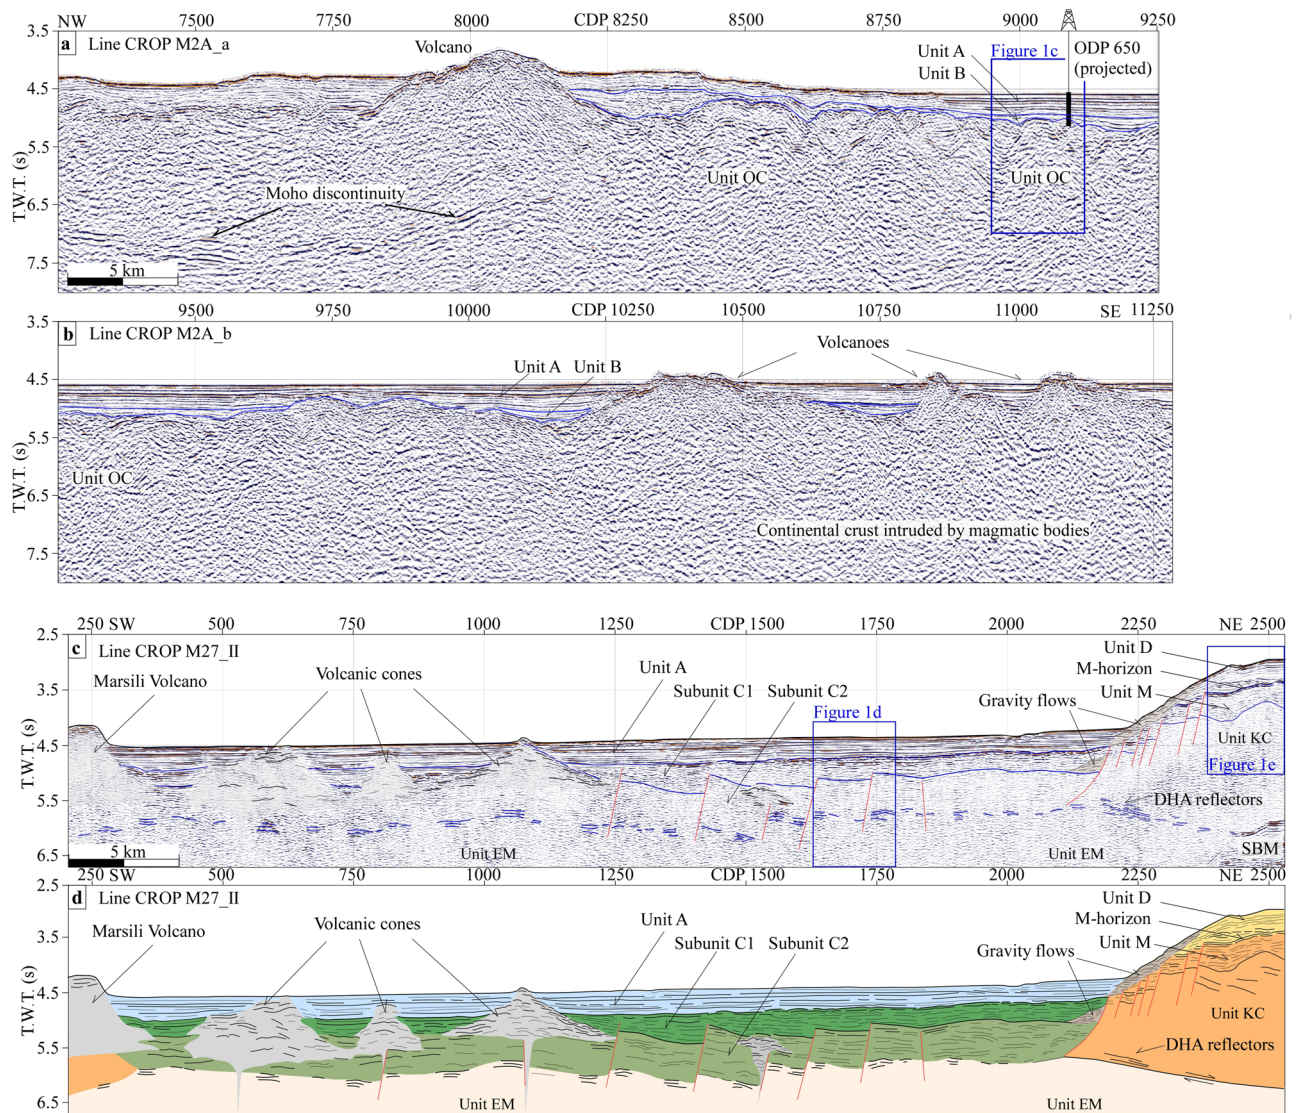 NW 7500 7750 8000 CDP 8250 8500 8750 9000 9250
3.5
a Line CROP M2A_a
Volcano
Unit A
Unit B
Figure 1c
ODP 650
(projected)
4.5
5.5
6.5
7.5
T.W.T. (s)
Unit OC
Unit OC
Moho discontinuity
5 km
7500 7750 8000 8250 8500 8750 9000
9500 9750 10000 CDP 10250 10500 10750 11000 SE 11250
3.5
b Line CROP M2A_b
Volcanoes
Unit A Unit B
4.5
5.5
6.5
7.5
T.W.T. (s)
Unit OC
Continental crust intruded by magmatic bodies
250 SW 500 750 1000 1250 CDP 1500 1750 2000 2250 NE 2500
2.5
c Line CROP M27_II
Marsili Volcano
Volcanic cones
Unit A
Subunit C1 Subunit C2
Figure 1d
Gravity flows
Unit D
M-horizon
Unit M
Unit KC
Figure 1e
DHA reflectors
SBM
3.5
4.5
5.5
6.5
T.W.T. (s)
5 km
Unit EM
Unit EM
250 SW 500 750 1000 1250 CDP 1500 1750 2000 2250 NE 2500
2.5
d Line CROP M27_II
Marsili Volcano
Volcanic cones
Unit A
Subunit C1 Subunit C2
Gravity flows
Unit D
M-horizon
Unit M
Unit KC
DHA reflectors
3.5
4.5
5.5
6.5
T.W.T. (s)
Unit EM
Unit EM